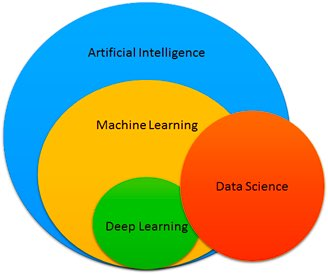 Artificial Intelligence
Machine Learning
Data Science
Deep Learning